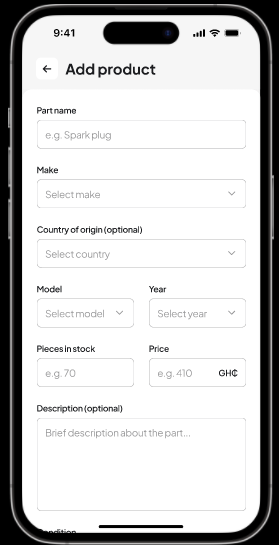 9:41
Add product
Part name
e.g. Spark plug
Make
Select make
Country of origin (optional)
Select country
Model Year
Select model Select year
Pieces in stock Price
e.g. 70 e.g. 410 GH₵
Description (optional)
Brief description about the part...
Condition